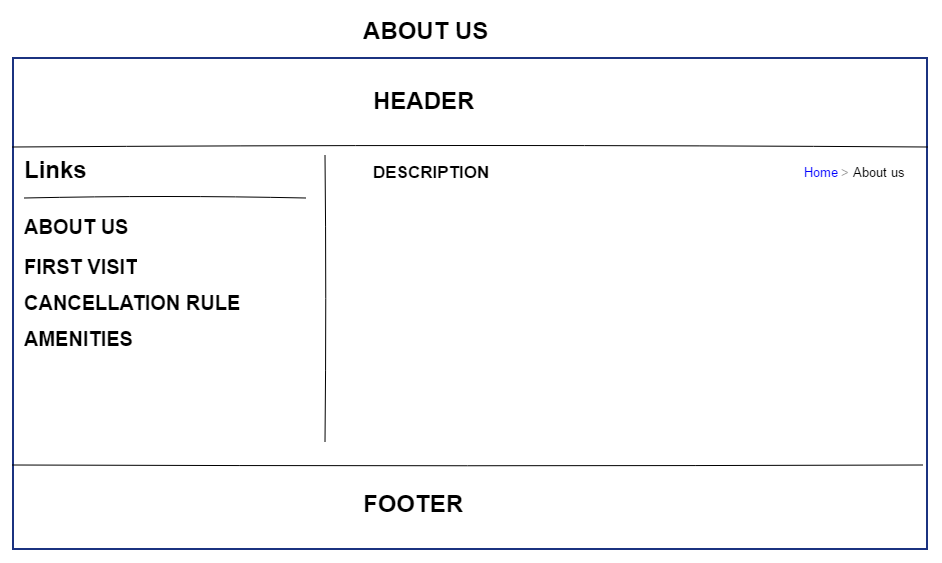 ABOUT US
HEADER
Links
ABOUT US
FIRST VISIT
CANCELLATION RULE
AMENITIES
DESCRIPTION
Home > About us
FOOTER